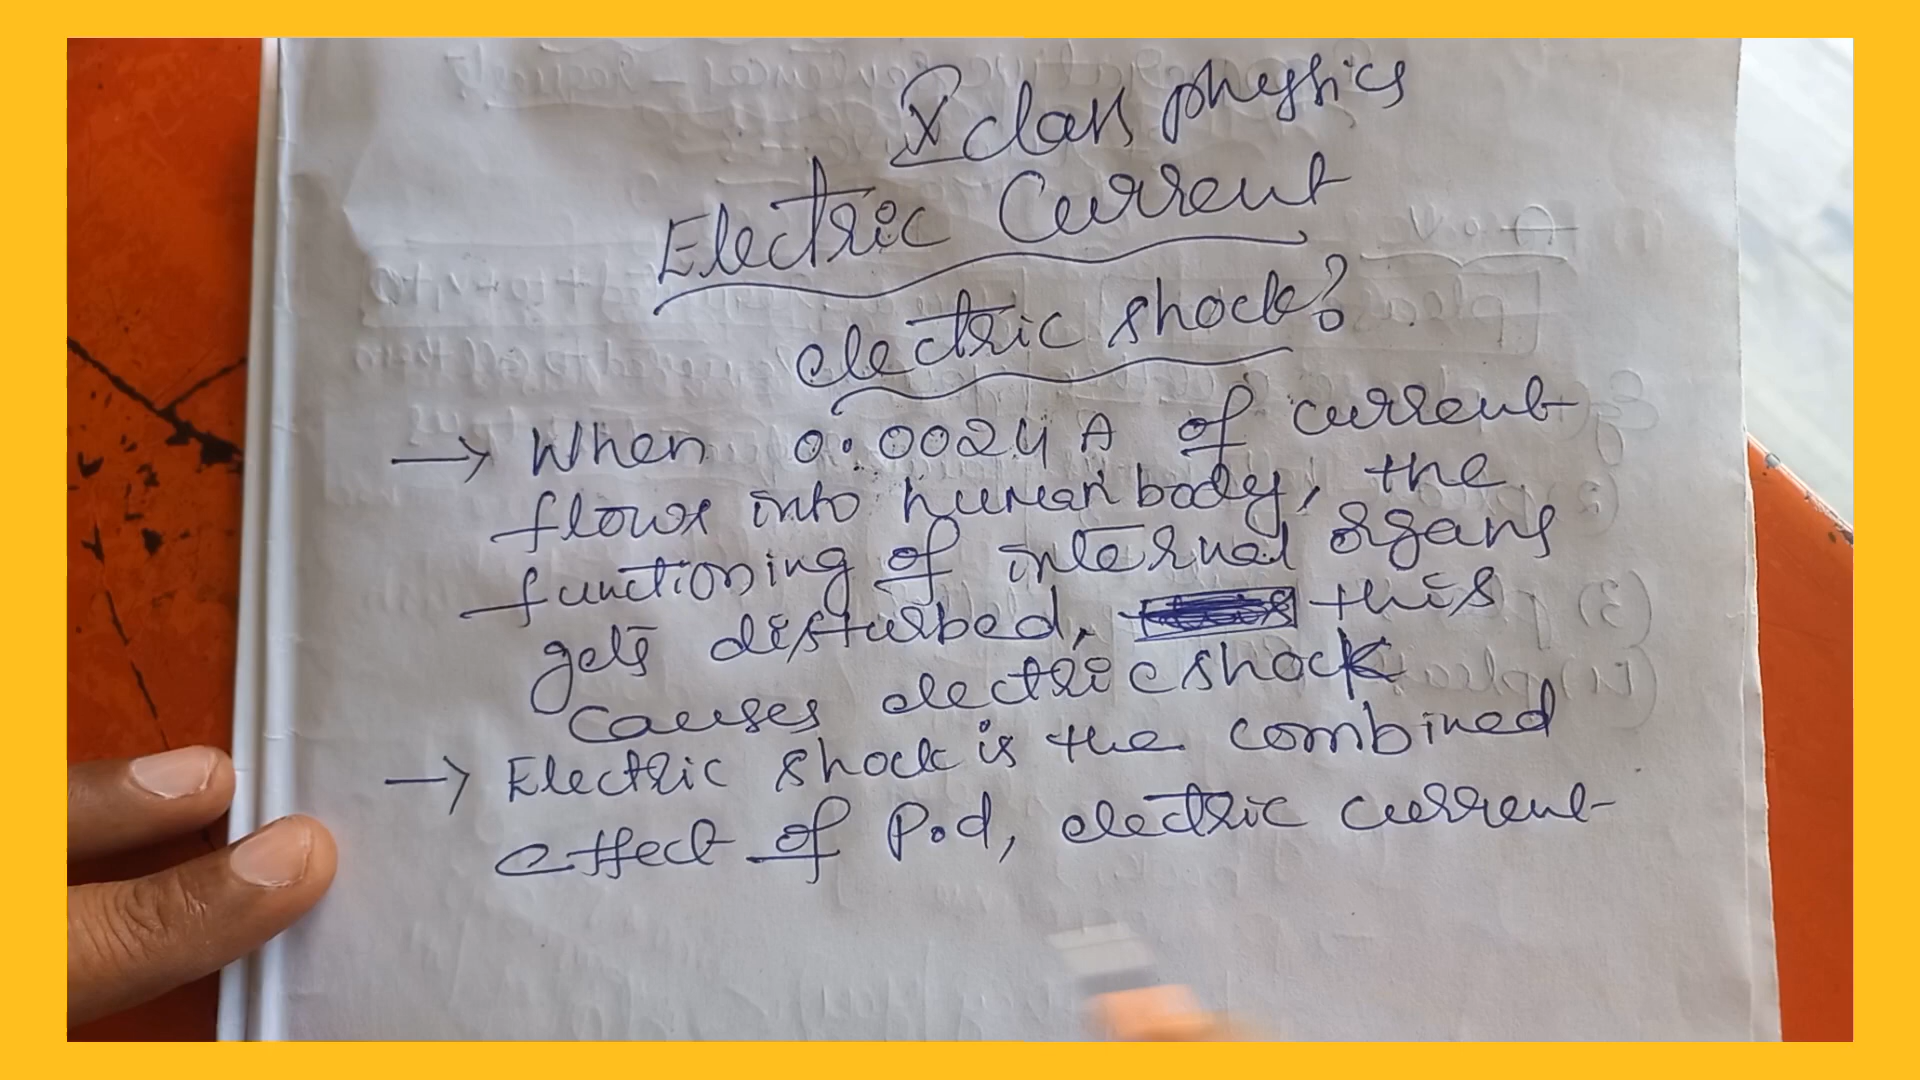 X class physics
Electric Current
electric shock?
→ When 0.0024 A of current
flows into human body, the
functioning of internal organs
gets disturbed, this
causes electric shock
→ Electric shock is the combined
effect of P.d, electric current